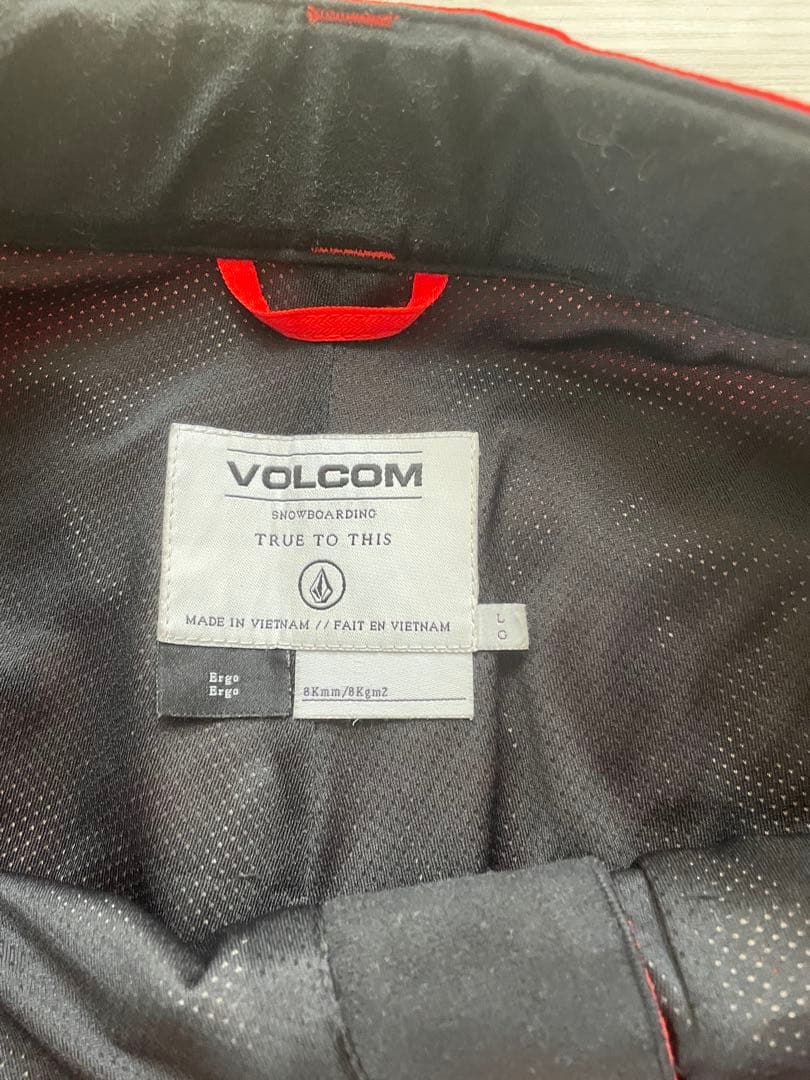 VOLCOM
SNOWBOARDING
TRUE TO THIS
MADE IN VIETNAM // FAIT EN VIETNAM
L
G
Ergo
Ergo
8Kmm/8Kgm2